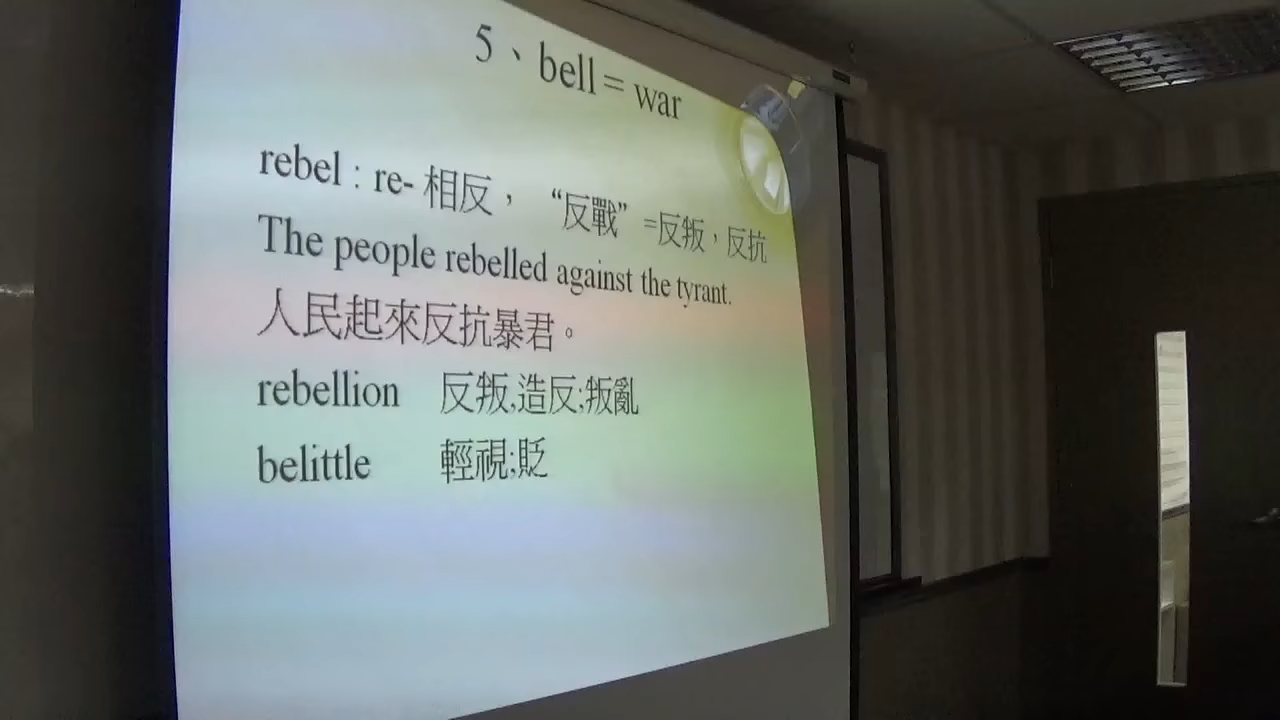 5、bell = war
rebel : re- 相反， “反戰” =反叛，反抗
The people rebelled against the tyrant.
人民起來反抗暴君。
rebellion 反叛,造反;叛亂
belittle 輕視;貶